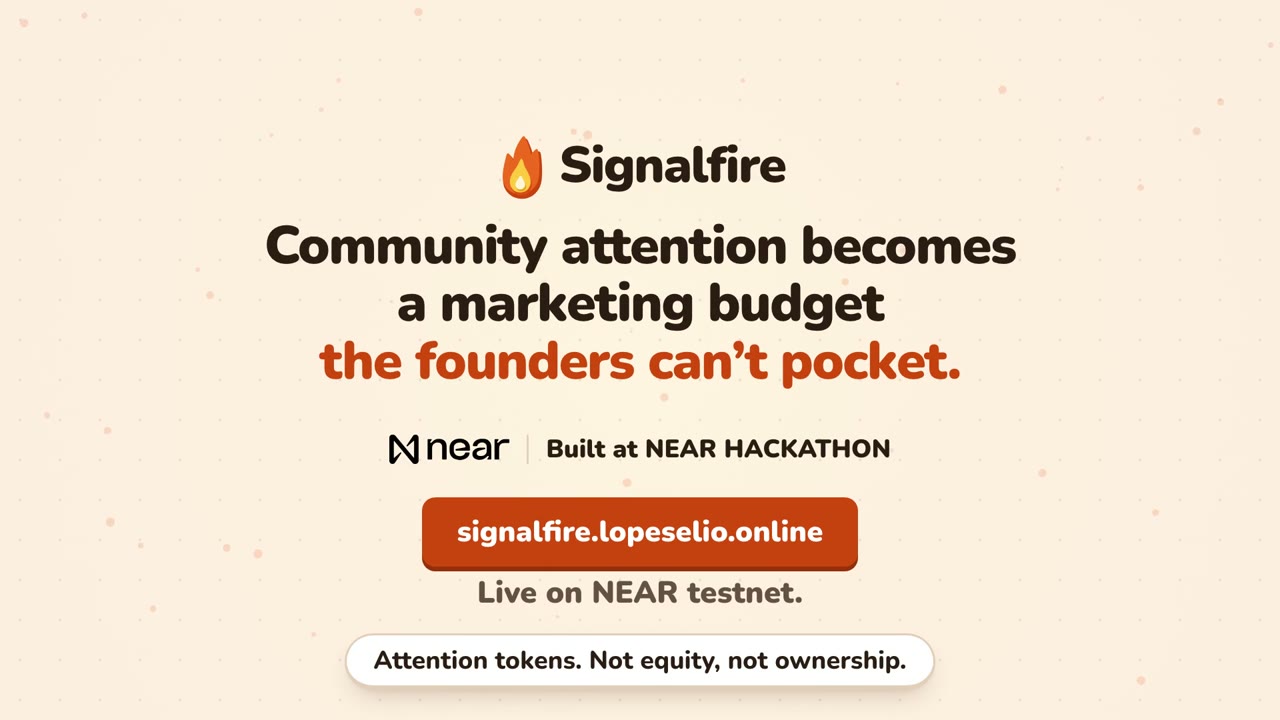 Signalfire
Community attention becomes
a marketing budget
the founders can’t pocket.
near | Built at NEAR HACKATHON
signalfire.lopeselio.online
Live on NEAR testnet.
Attention tokens. Not equity, not ownership.